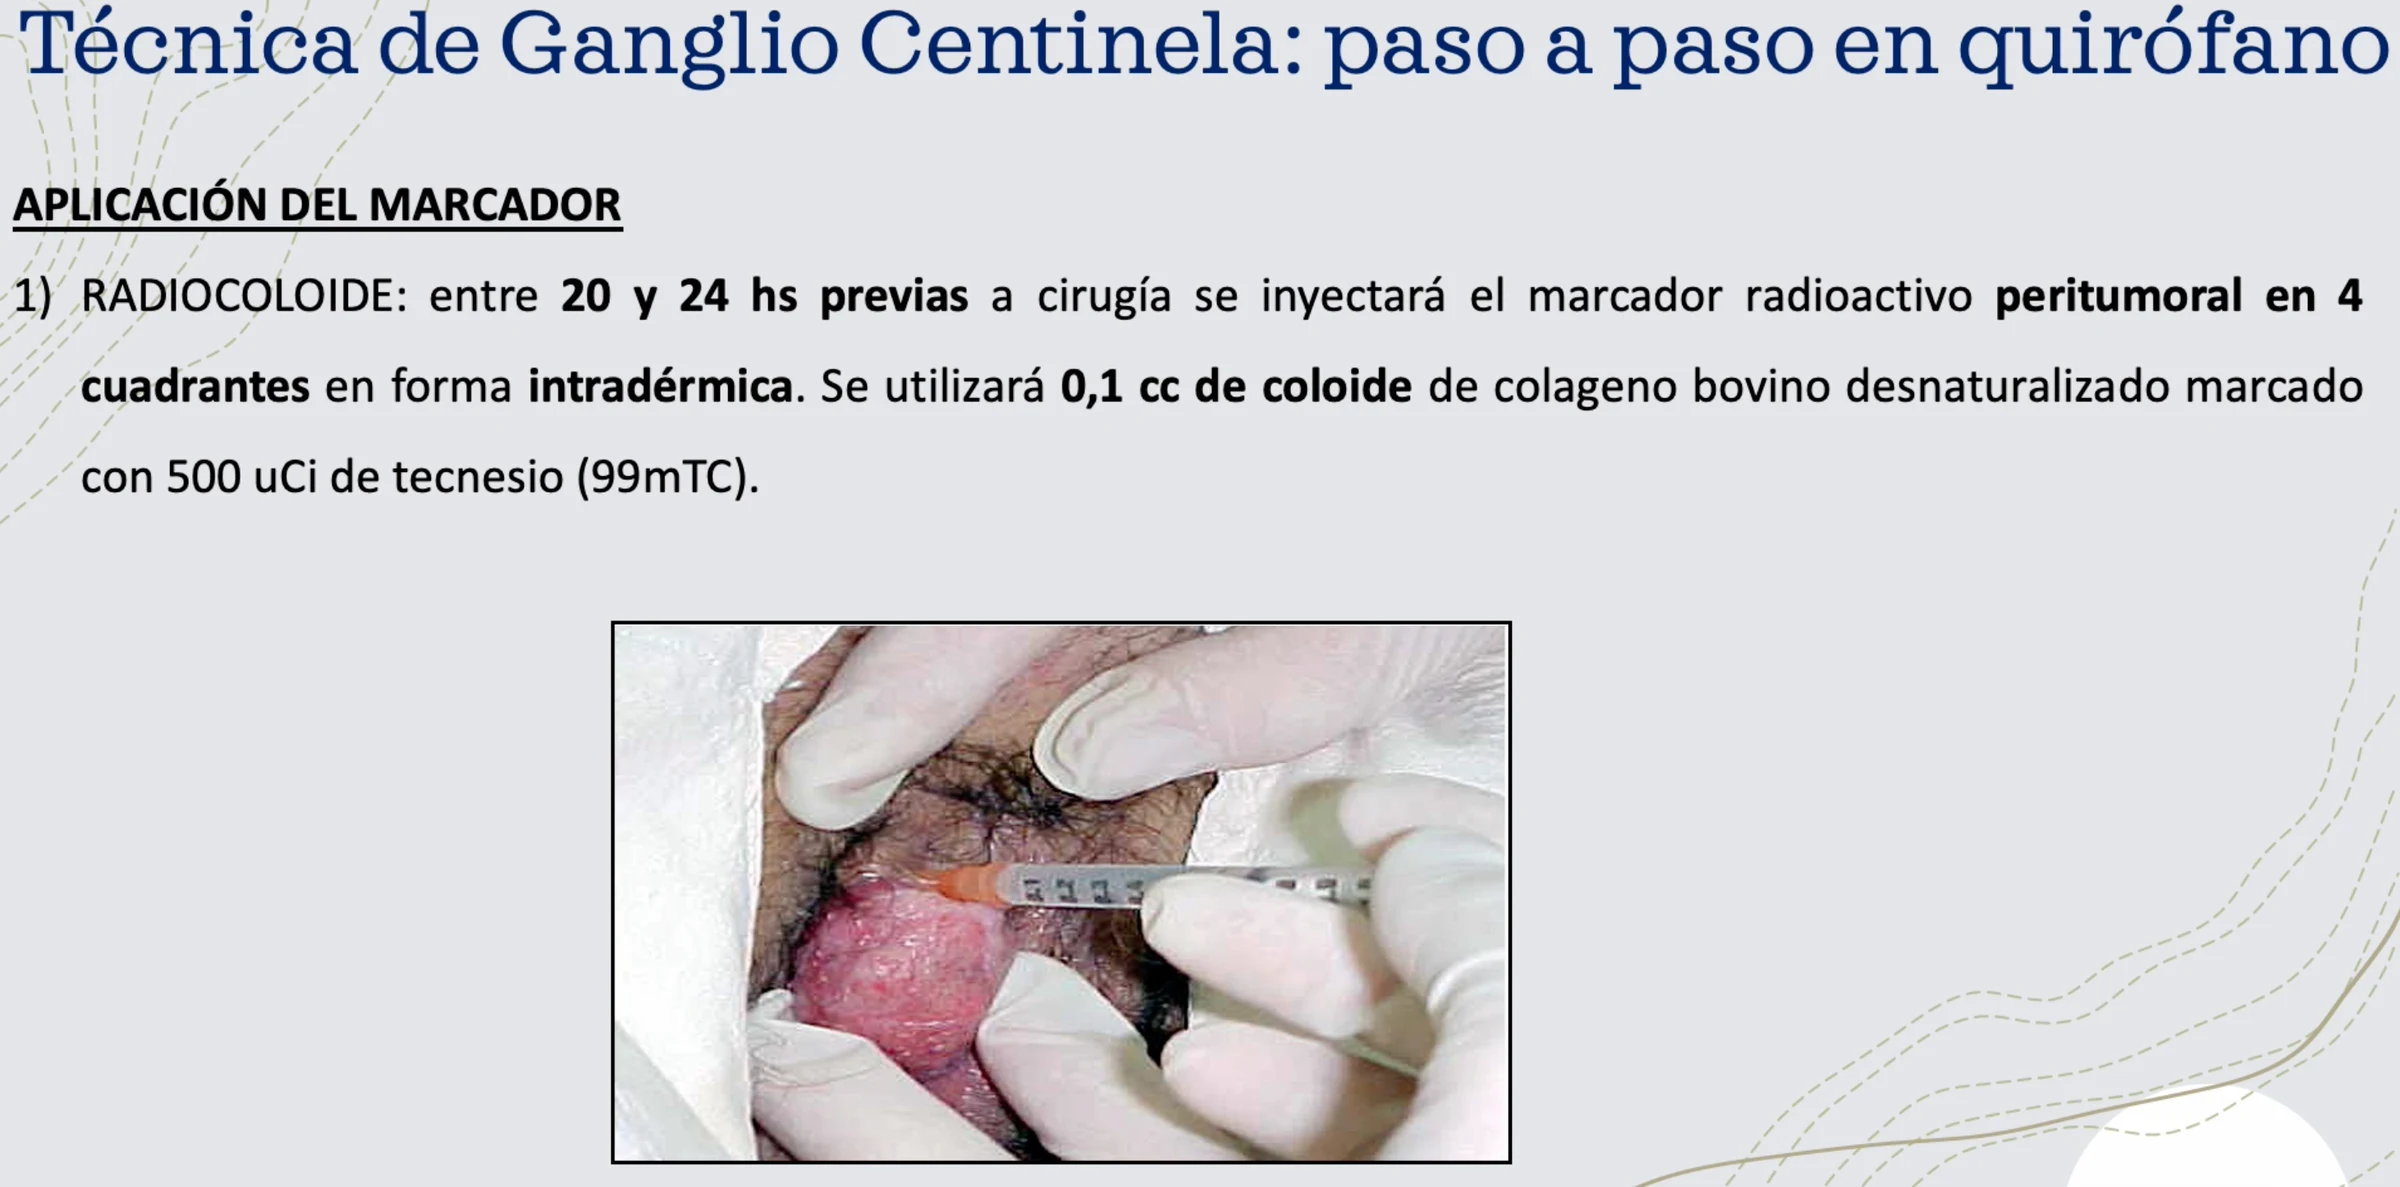 Técnica de Ganglio Centinela: paso a paso en quirófano
APLICACIÓN DEL MARCADOR
1) RADIOCOLOIDE: entre 20 y 24 hs previas a cirugía se inyectará el marcador radioactivo peritumoral en 4
cuadrantes en forma intradérmica. Se utilizará 0,1 cc de coloide de colageno bovino desnaturalizado marcado
con 500 uCi de tecnesio (99mTC).